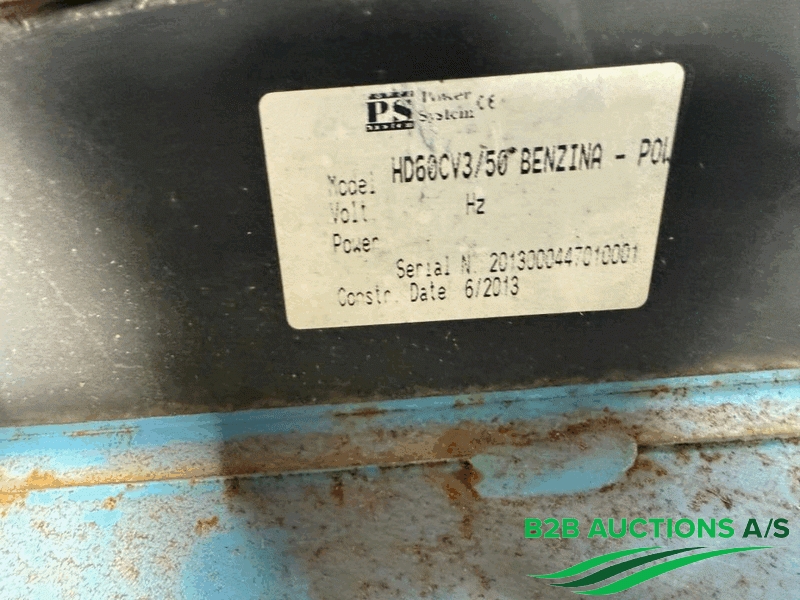 PS Power System CE
Model HD60CV3/50 BENZINA - POW
Volt Hz
Power
Serial N. 2013000447010001
Constr. Date 6/2013
B2B AUCTIONS A/S